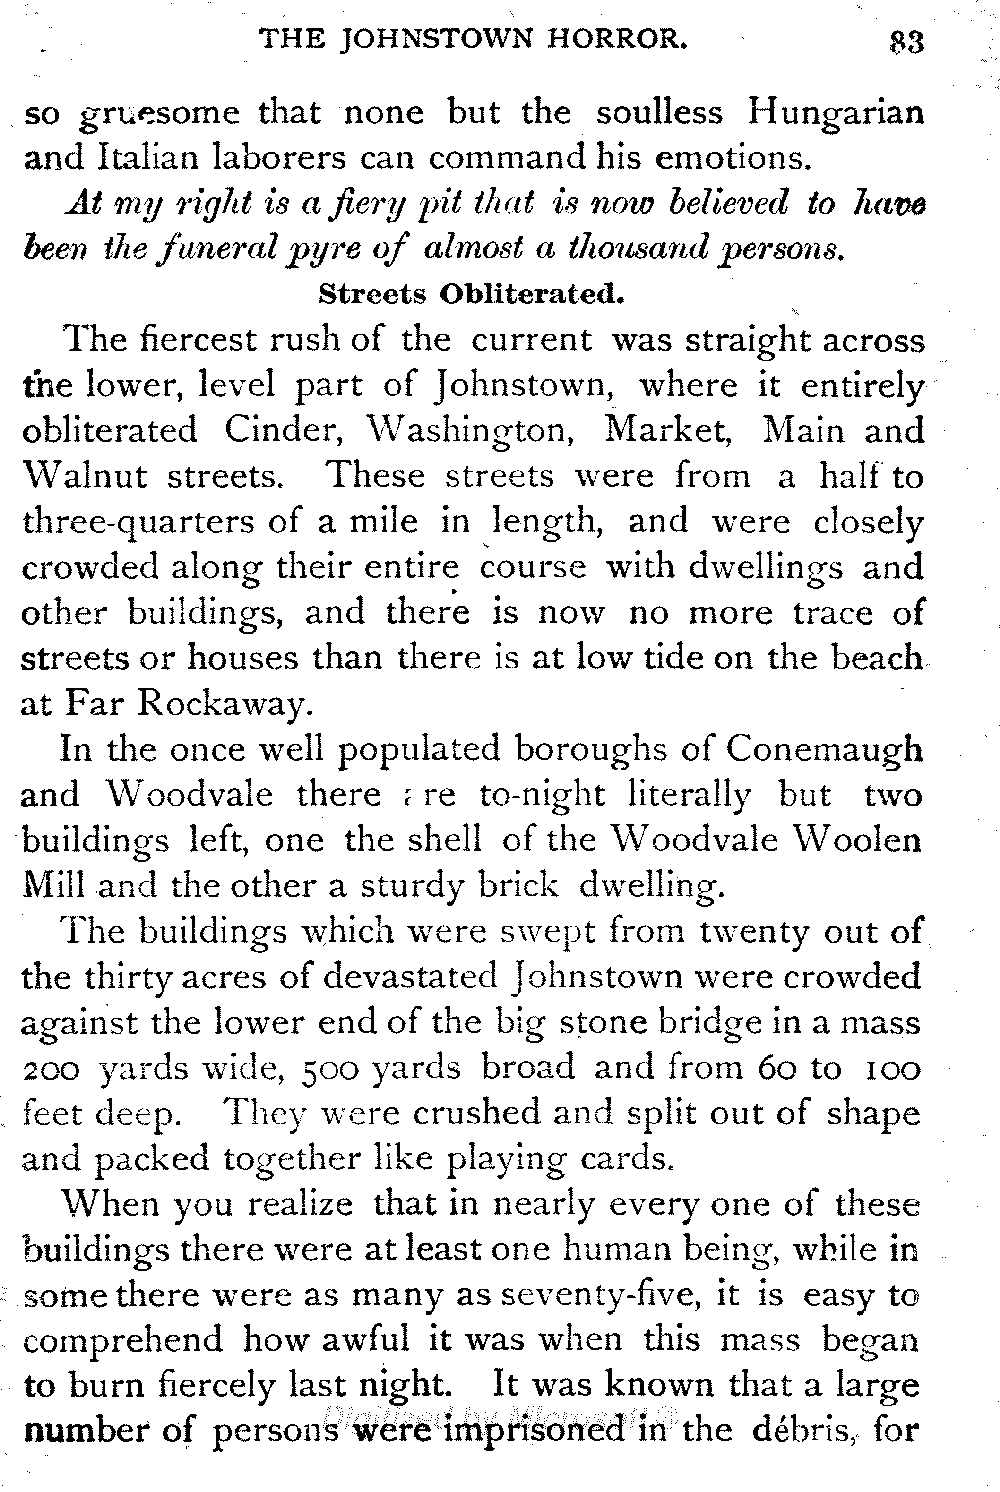 THE JOHNSTOWN HORROR. 83
so gruesome that none but the soulless Hungarian
and Italian laborers can command his emotions.
At my right is a fiery pit that is now believed to have
been the funeral pyre of almost a thousand persons.
Streets Obliterated.
The fiercest rush of the current was straight across
the lower, level part of Johnstown, where it entirely
obliterated Cinder, Washington, Market, Main and
Walnut streets. These streets were from a half to
three-quarters of a mile in length, and were closely
crowded along their entire course with dwellings and
other buildings, and there is now no more trace of
streets or houses than there is at low tide on the beach
at Far Rockaway.
In the once well populated boroughs of Conemaugh
and Woodvale there are to-night literally but two
buildings left, one the shell of the Woodvale Woolen
Mill and the other a sturdy brick dwelling.
The buildings which were swept from twenty out of
the thirty acres of devastated Johnstown were crowded
against the lower end of the big stone bridge in a mass
200 yards wide, 500 yards broad and from 60 to 100
feet deep. They were crushed and split out of shape
and packed together like playing cards.
When you realize that in nearly every one of these
buildings there were at least one human being, while in
some there were as many as seventy-five, it is easy to
comprehend how awful it was when this mass began
to burn fiercely last night. It was known that a large
number of persons were imprisoned in the débris, for
Digitized by Microsoft ®